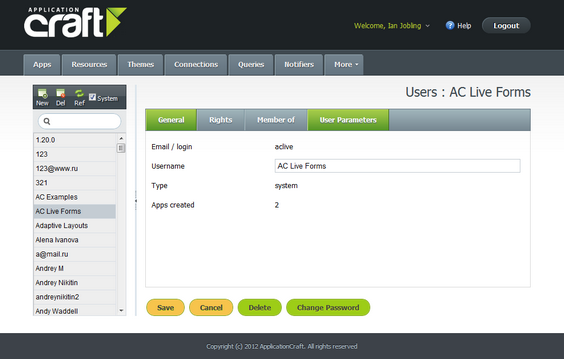 APPLICATION
craft
Welcome, Ian Jobling
Help
Logout
Apps
Resources
Themes
Connections
Queries
Notifiers
More
New
Del
Ref
System
Users : AC Live Forms
General
Rights
Member of
User Parameters
1.20.0
123
123@www.ru
321
AC Examples
AC Live Forms
Adaptive Layouts
Alena Ivanova
a@mail.ru
Andrey M
Andrey Nikitin
andreynikitin2
Andy Waddell
Email / login
aclive
Username
AC Live Forms
Type
system
Apps created
2
Save
Cancel
Delete
Change Password
Copyright (c) 2012 ApplicationCraft. All rights reserved